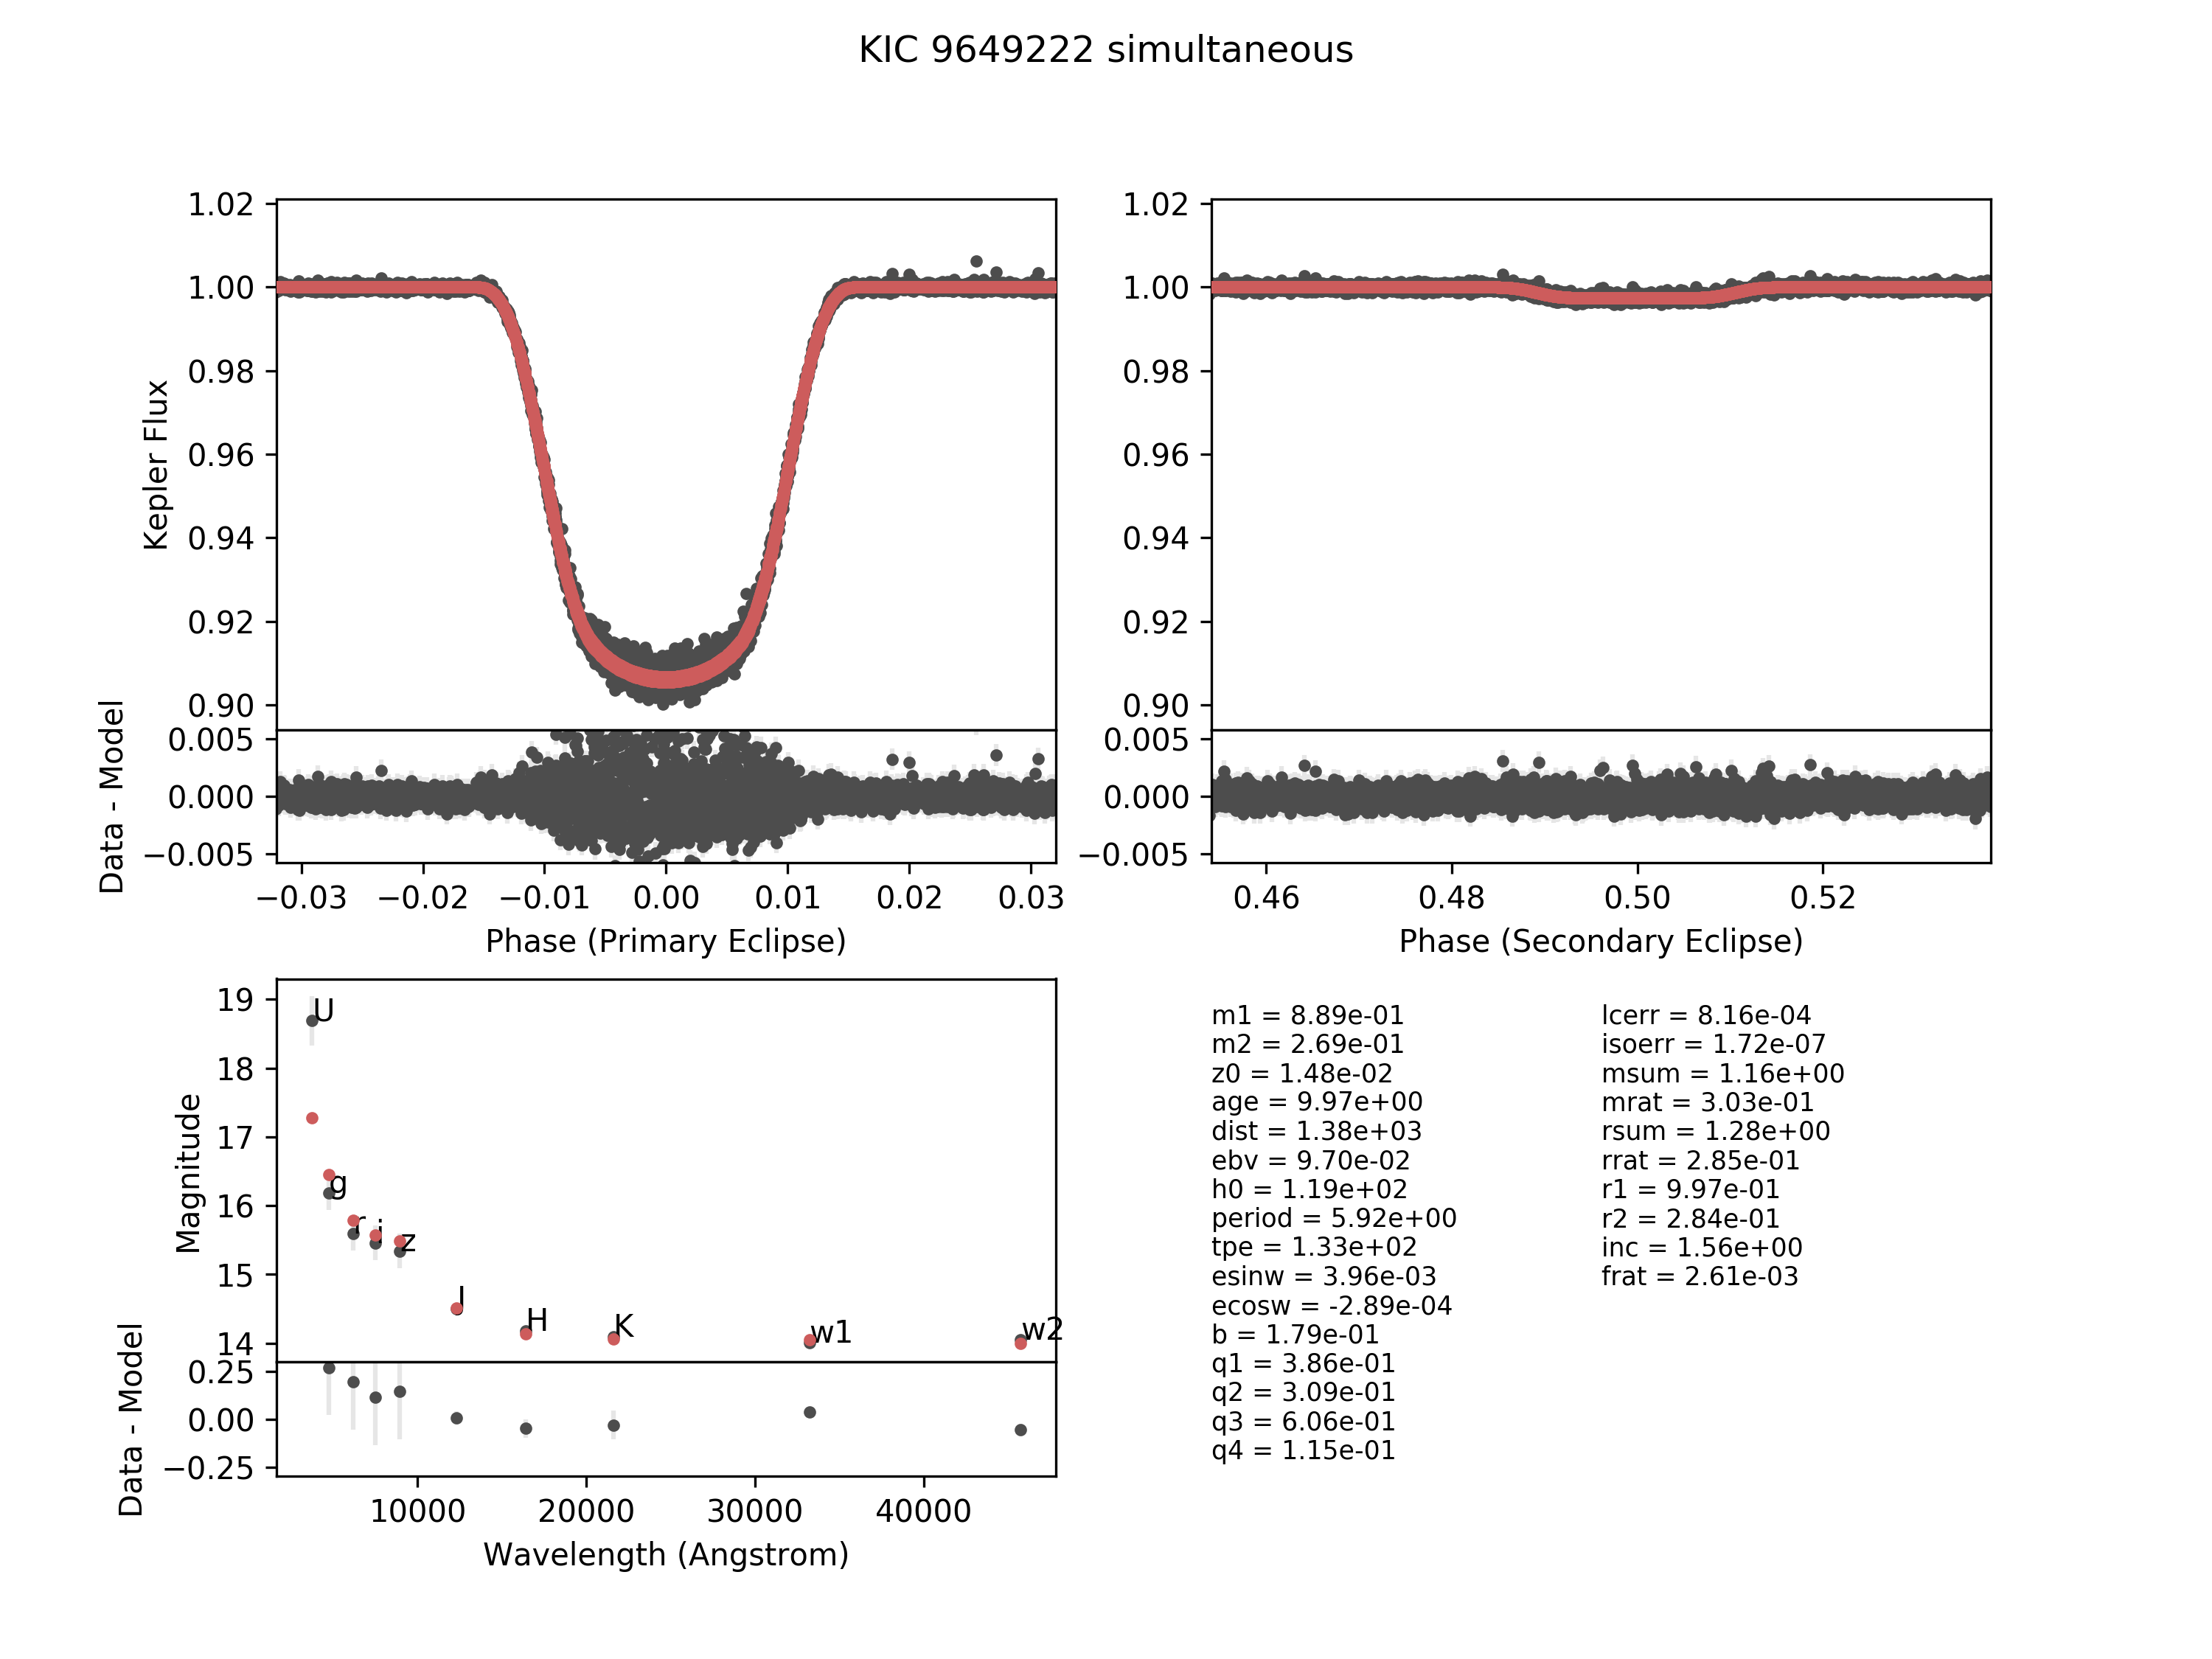 KIC 9649222 simultaneous
1.02
1.00
0.98
0.96
0.94
0.92
0.90
Kepler Flux
0.005
0.000
−0.005
Data - Model
−0.03 −0.02 −0.01 0.00 0.01 0.02 0.03
Phase (Primary Eclipse)
1.02
1.00
0.98
0.96
0.94
0.92
0.90
0.005
0.000
−0.005
0.46 0.48 0.50 0.52
Phase (Secondary Eclipse)
19
18
17
16
15
14
Magnitude
U
g
r
i
z
J
H
K
w1
w2
0.25
0.00
−0.25
Data - Model
10000 20000 30000 40000
Wavelength (Angstrom)
m1 = 8.89e-01
m2 = 2.69e-01
z0 = 1.48e-02
age = 9.97e+00
dist = 1.38e+03
ebv = 9.70e-02
h0 = 1.19e+02
period = 5.92e+00
tpe = 1.33e+02
esinw = 3.96e-03
ecosw = -2.89e-04
b = 1.79e-01
q1 = 3.86e-01
q2 = 3.09e-01
q3 = 6.06e-01
q4 = 1.15e-01
lcerr = 8.16e-04
isoerr = 1.72e-07
msum = 1.16e+00
mrat = 3.03e-01
rsum = 1.28e+00
rrat = 2.85e-01
r1 = 9.97e-01
r2 = 2.84e-01
inc = 1.56e+00
frat = 2.61e-03